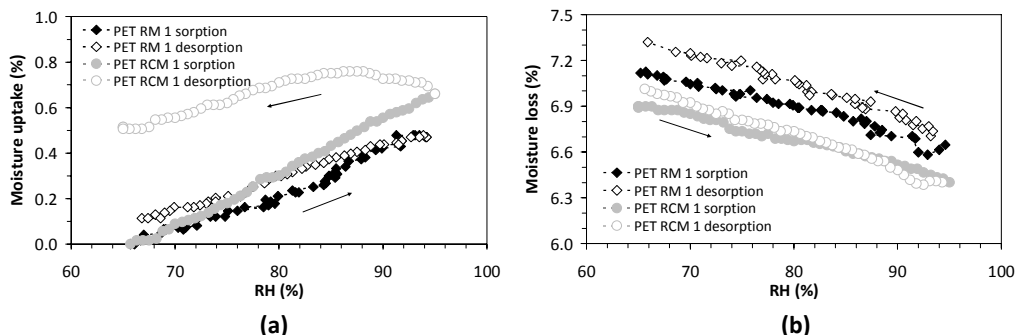 1.0
0.8
0.6
0.4
0.2
0.0
Moisture uptake (%)
PET RM 1 sorption
PET RM 1 desorption
PET RCM 1 sorption
PET RCM 1 desorption
60 70 80 90 100
RH (%)
(a)
7.5
7.2
6.9
6.6
6.3
6.0
Moisture loss (%)
PET RM 1 sorption
PET RM 1 desorption
PET RCM 1 sorption
PET RCM 1 desorption
60 70 80 90 100
RH (%)
(b)